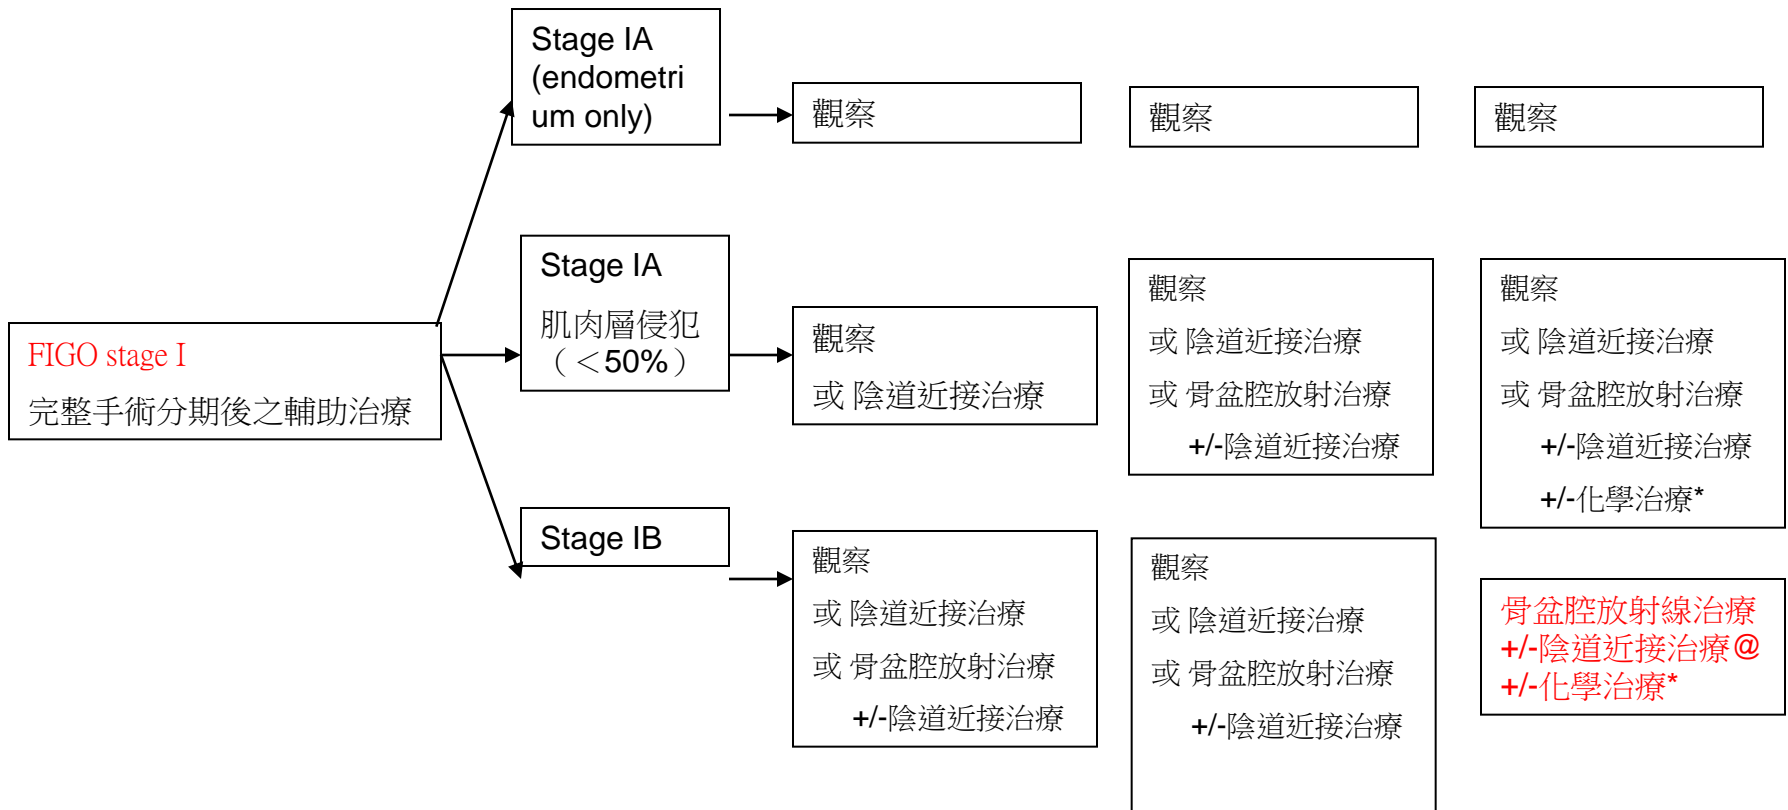 Stage IA
(endometri
um only)
觀察
觀察
觀察
FIGO stage I
完整手術分期後之輔助治療
Stage IA
肌肉層侵犯
（＜50%）
觀察
或 陰道近接治療
觀察
或 陰道近接治療
或 骨盆腔放射治療
+/-陰道近接治療
觀察
或 陰道近接治療
或 骨盆腔放射治療
+/-陰道近接治療
+/-化學治療*
Stage IB
觀察
或 陰道近接治療
或 骨盆腔放射治療
+/-陰道近接治療
觀察
或 陰道近接治療
或 骨盆腔放射治療
+/-陰道近接治療
骨盆腔放射線治療
+/-陰道近接治療@
+/-化學治療*